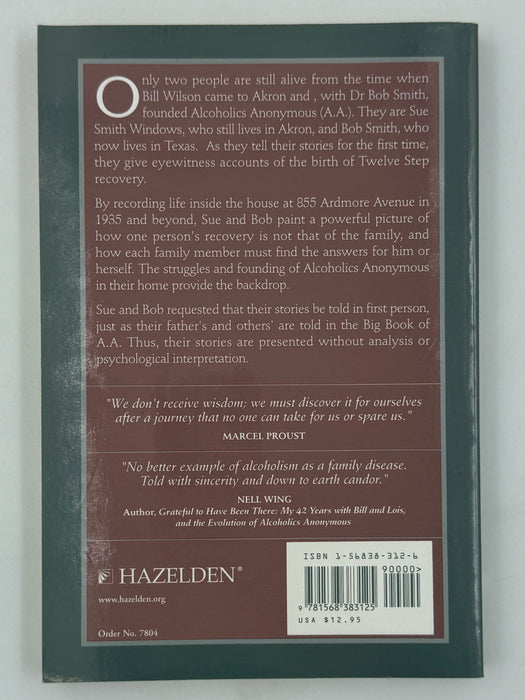 Only two people are still alive from the time when
Bill Wilson came to Akron and , with Dr Bob Smith,
founded Alcoholics Anonymous (A.A.). They are Sue
Smith Windows, who still lives in Akron, and Bob Smith, who
now lives in Texas. As they tell their stories for the first time,
they give eyewitness accounts of the birth of Twelve Step
recovery.
By recording life inside the house at 855 Ardmore Avenue in
1935 and beyond, Sue and Bob paint a powerful picture of
how one person's recovery is not that of the family, and
how each family member must find the answers for him or
herself. The struggles and founding of Alcoholics Anonymous
in their home provide the backdrop.
Sue and Bob requested that their stories be told in first person,
just as their father's and others' are told in the Big Book of
A.A. Thus, their stories are presented without analysis or
psychological interpretation.
"We don't receive wisdom; we must discover it for ourselves
after a journey that no one can take for us or spare us."
MARCEL PROUST
"No better example of alcoholism as a family disease.
Told with sincerity and down to earth candor."
NELL WING
Author, Grateful to Have Been There: My 42 Years with Bill and Lois,
and the Evolution of Alcoholics Anonymous
HAZELDEN®
www.hazelden.org
Order No. 7804
ISBN 1-56838-312-6
90000>
9 781568 383125
USA $12.95